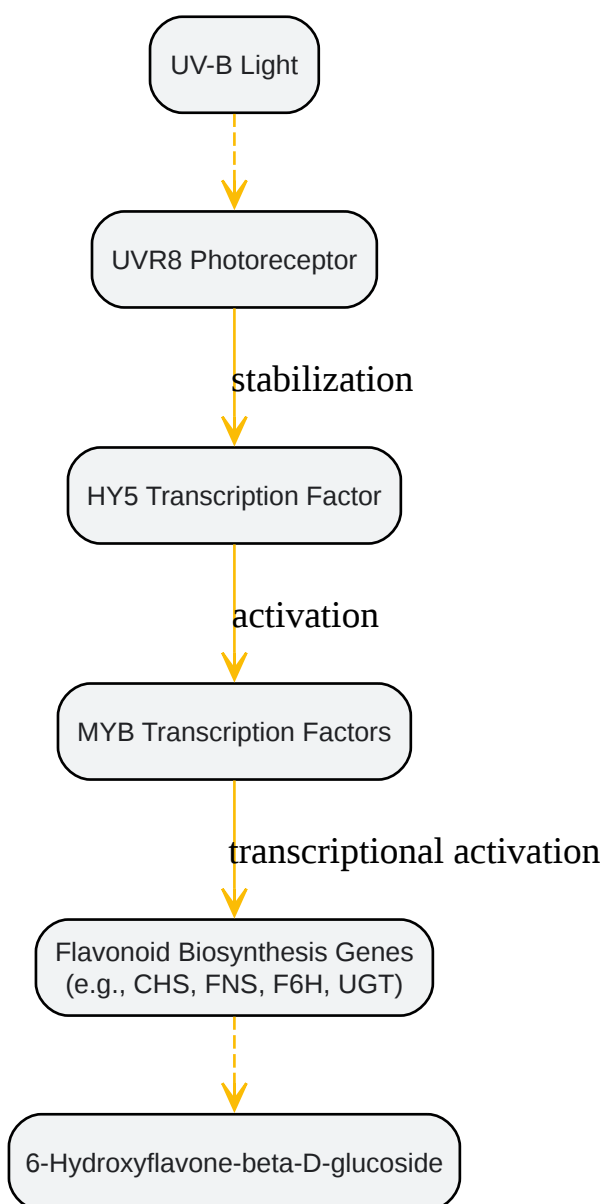 UV-B Light
UVR8 Photoreceptor
stabilization
HY5 Transcription Factor
activation
MYB Transcription Factors
transcriptional activation
Flavonoid Biosynthesis Genes
(e.g., CHS, FNS, F6H, UGT)
6-Hydroxyflavone-beta-D-glucoside